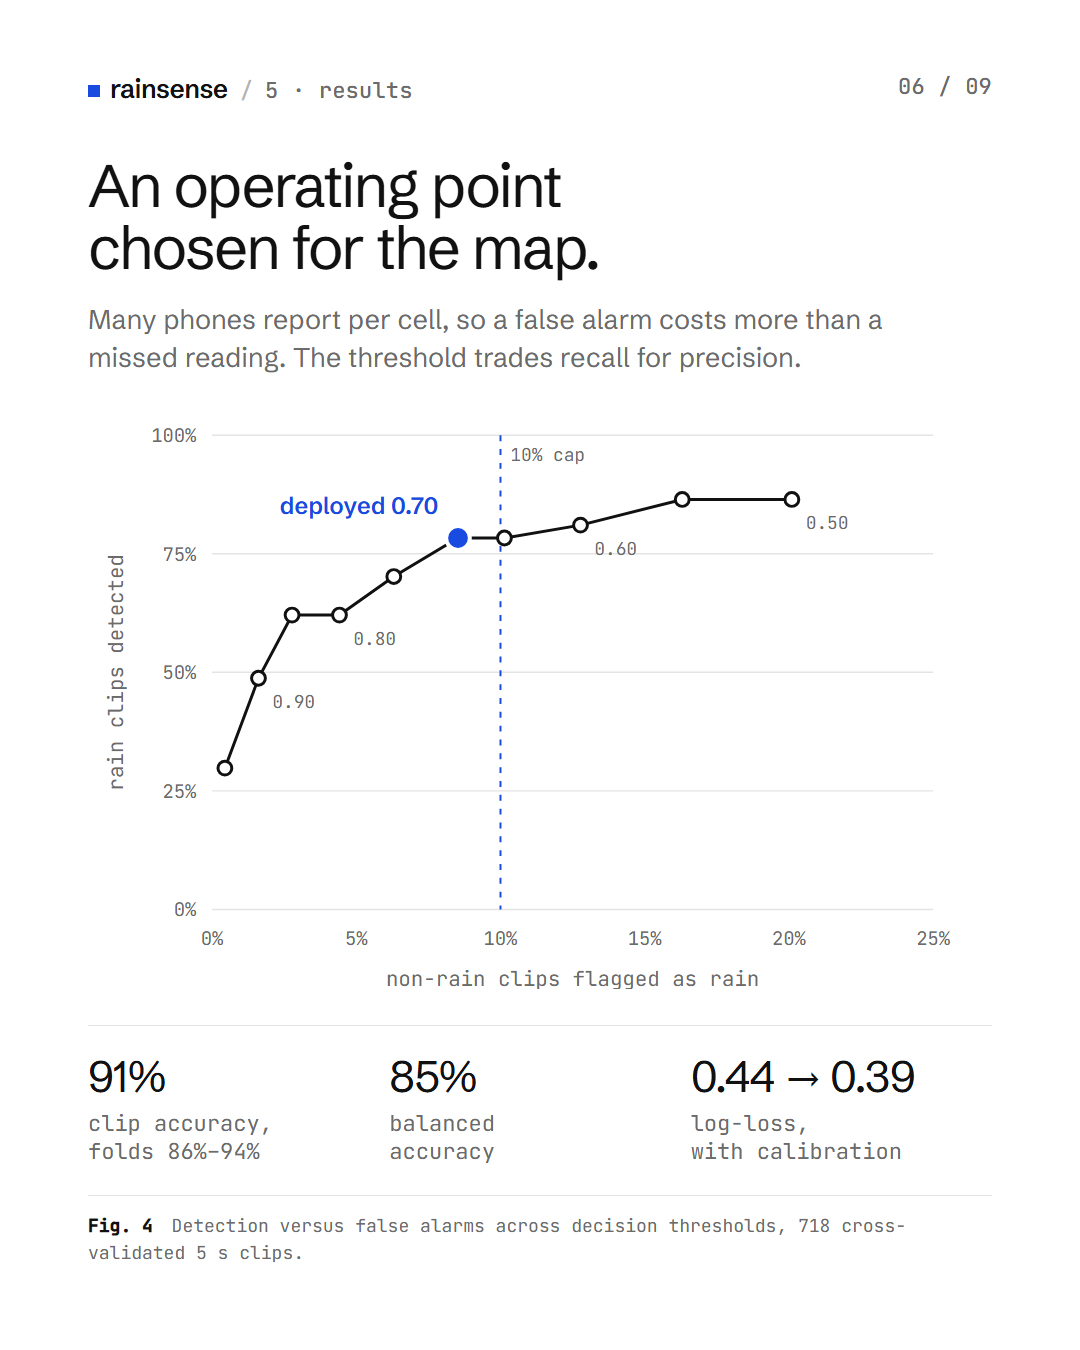 rainsense / 5 · results
06 / 09
An operating point
chosen for the map.
Many phones report per cell, so a false alarm costs more than a
missed reading. The threshold trades recall for precision.
100%
10% cap
deployed 0.70
0.50
0.60
75%
0.80
50%
0.90
25%
0%
rain clips detected
0%
5%
10%
15%
20%
25%
non-rain clips flagged as rain
91%
clip accuracy,
folds 86%–94%
85%
balanced
accuracy
0.44 → 0.39
log-loss,
with calibration
Fig. 4 Detection versus false alarms across decision thresholds, 718 cross-
validated 5 s clips.